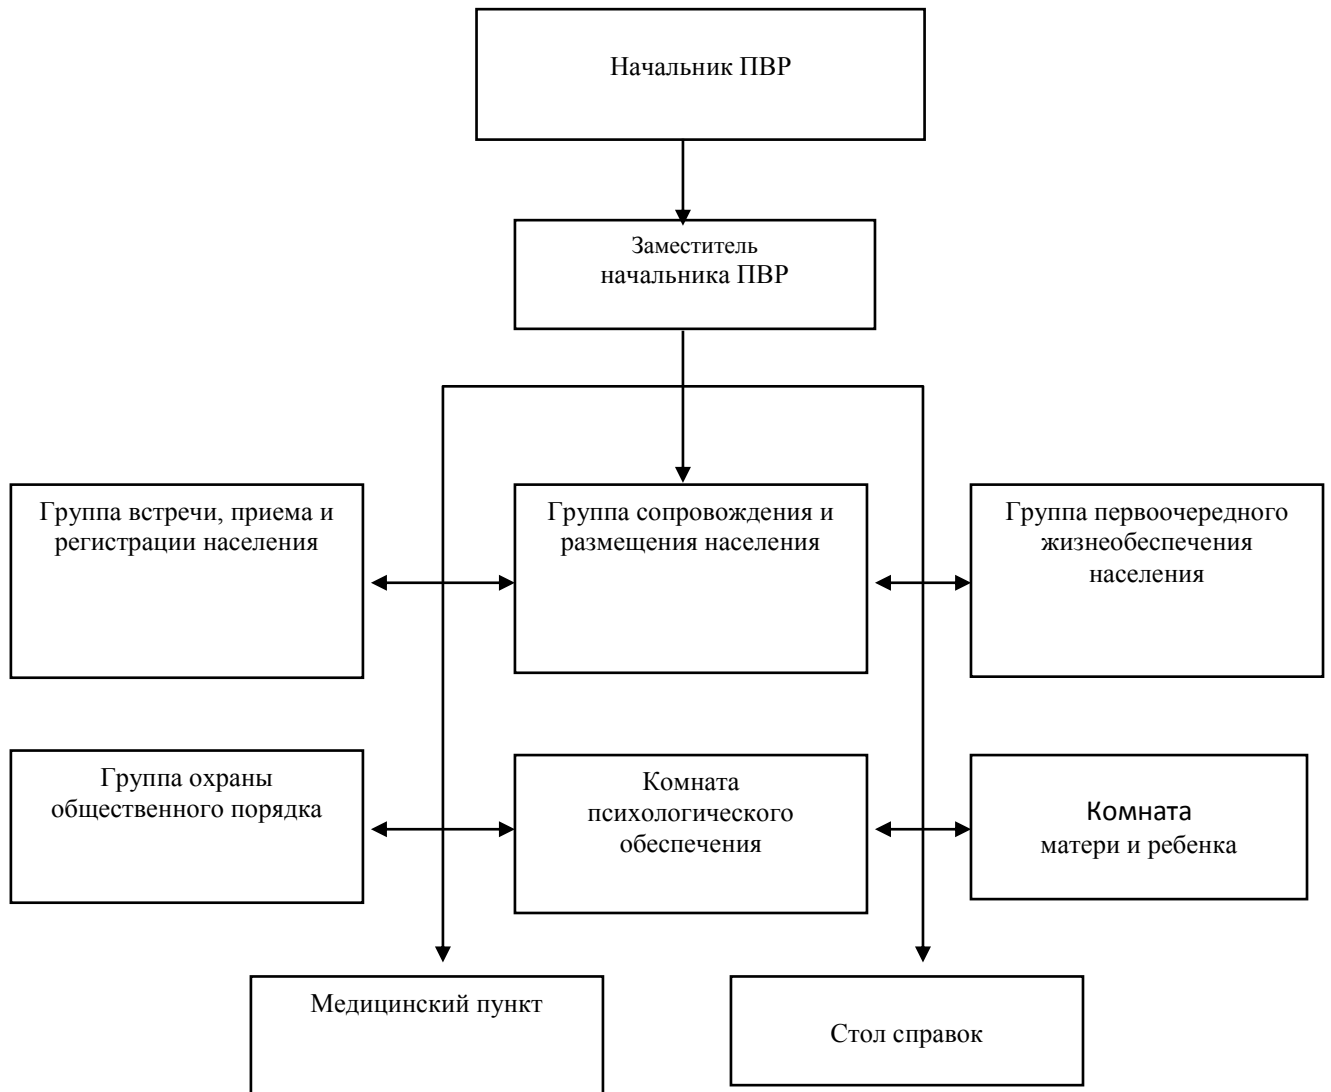 Начальник ПВР
Заместитель
начальника ПВР
Группа встречи, приема и
регистрации населения
Группа сопровождения и
размещения населения
Группа первоочередного
жизнеобеспечения
населения
Группа охраны
общественного порядка
Комната
психологического
обеспечения
Комната
матери и ребенка
Медицинский пункт
Стол справок